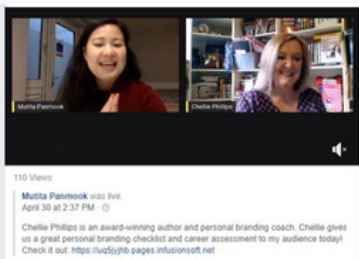 Mutita Panmook
Chellie Phillips
110 Views
Mutita Panmook was live.
April 30 at 2:37 PM ·
Chellie Phillips is an award-winning author and personal branding coach. Chellie gives
us a great personal branding checklist and career assessment to my audience today!
Check it out: https://uq5jyjhb.pages.infusionsoft.net